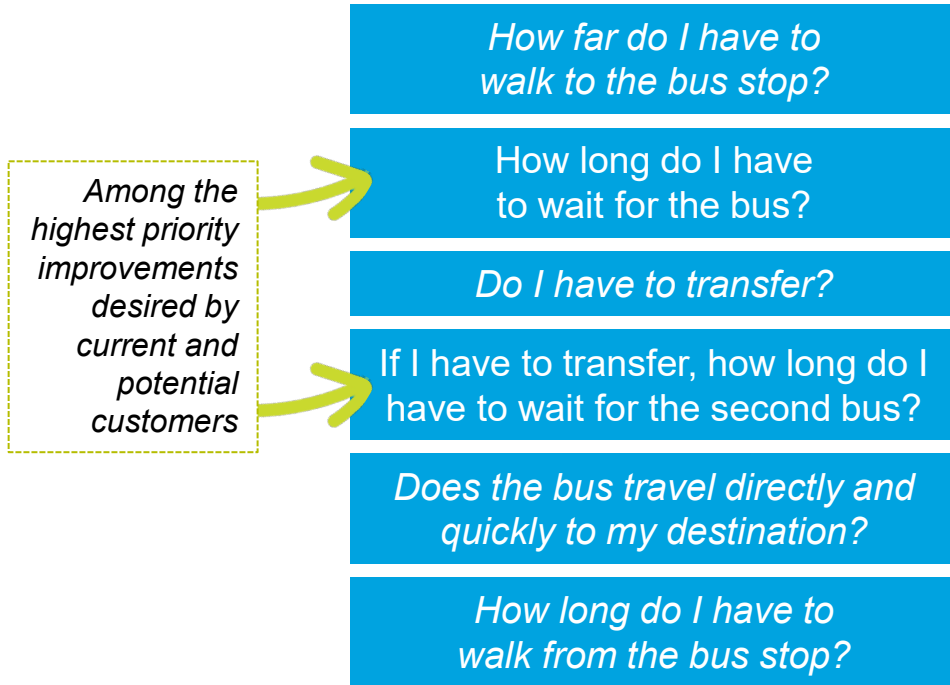 How far do I have to
walk to the bus stop?
Among the
highest priority
improvements
desired by
current and
potential
customers
How long do I have
to wait for the bus?
Do I have to transfer?
If I have to transfer, how long do I
have to wait for the second bus?
Does the bus travel directly and
quickly to my destination?
How long do I have to
walk from the bus stop?